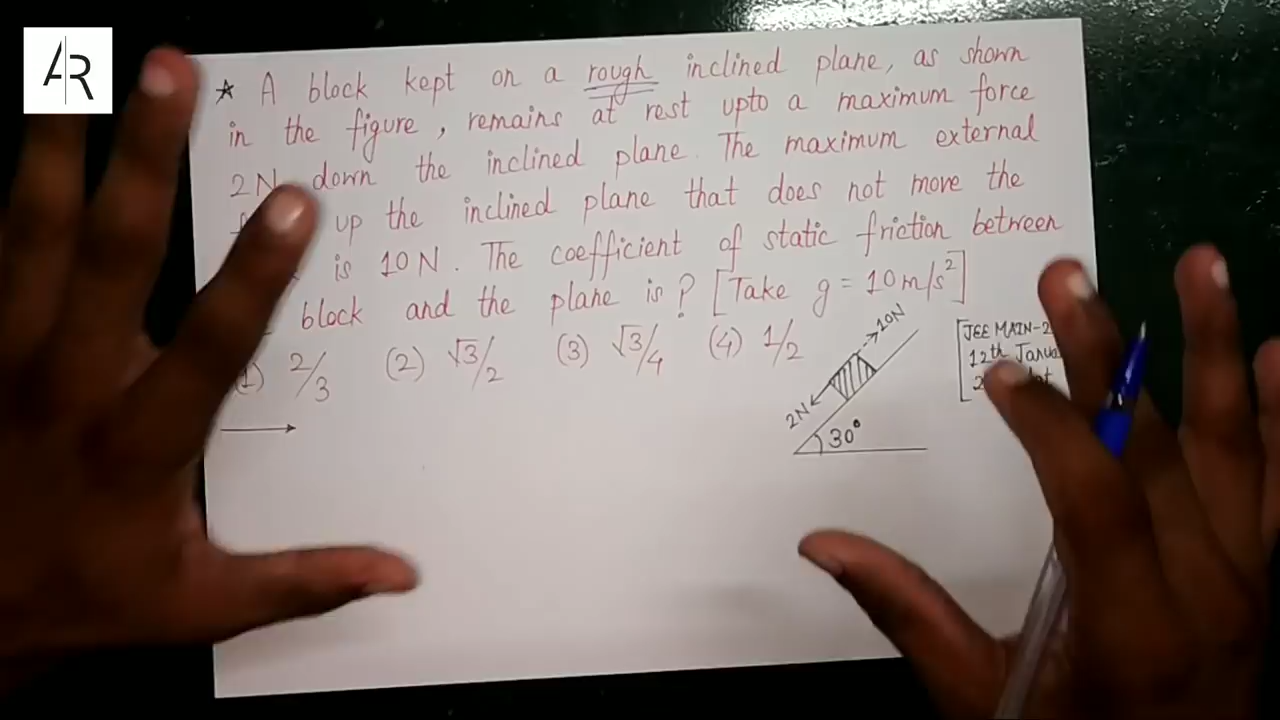 AR
☆ A block kept on a rough inclined plane, as shown
in the figure, remains at rest upto a maximum force
2N down the inclined plane. The maximum external
up the inclined plane that does not move the
is 10N. The coefficient of static friction between
block and the plane is? [Take g = 10 m/s²]
(1) 2/3 (2) √3/2 (3) √3/4 (4) 1/2
10N
2N
30°
[JEE MAIN-2
12th Janua